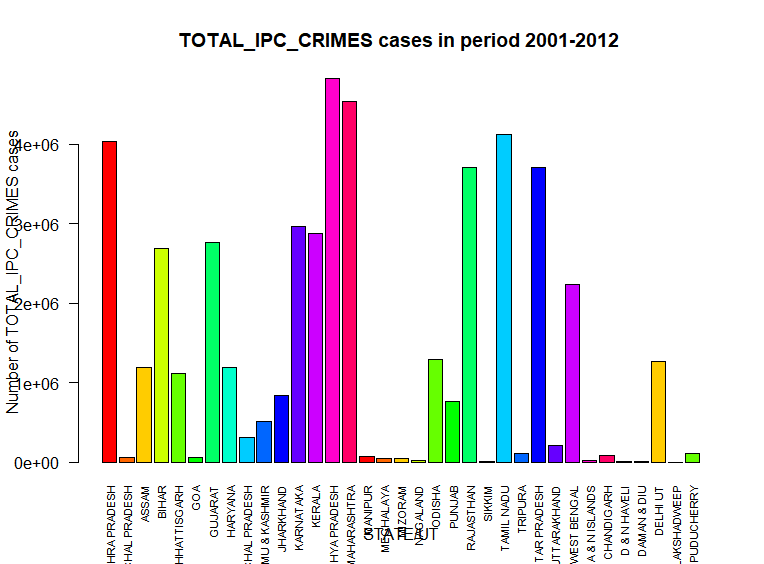 TOTAL_IPC_CRIMES cases in period 2001-2012
Number of TOTAL_IPC_CRIMES cases
4e+06
3e+06
2e+06
1e+06
0e+00
HRA PRADESH
CHAL PRADESH
ASSAM
BIHAR
HHATTISGARH
GOA
GUJARAT
HARYANA
CHAL PRADESH
MU & KASHMIR
JHARKHAND
KARNATAKA
KERALA
HYA PRADESH
MAHARASHTRA
MANIPUR
MEGHALAYA
MIZORAM
NAGALAND
ODISHA
PUNJAB
RAJASTHAN
SIKKIM
TAMIL NADU
TRIPURA
TAR PRADESH
UTTARAKHAND
WEST BENGAL
A & N ISLANDS
CHANDIGARH
D & N HAVELI
DAMAN & DIU
DELHI UT
LAKSHADWEEP
PUDUCHERRY
STATE/UT